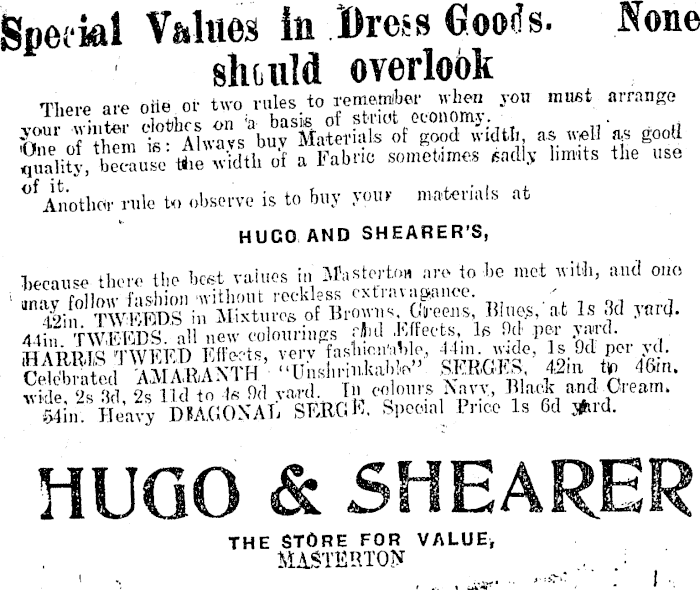 Special Values in Dress Goods. None
should overlook
There are one or two rules to remember when you must arrange
your winter clothes on a basis of strict economy.
One of them is: Always buy Materials of good width, as well as good
quality, because the width of a Fabric sometimes sadly limits the use
of it.
Another rule to observe is to buy your materials at
HUGO AND SHEARER'S,
because there the best values in Masterton are to be met with, and one
may follow fashion without reckless extravagance.
42in. TWEEDS in Mixtures of Browns, Greens, Blues, at 1s 3d yard.
44in. TWEEDS. all new colourings and Effects, 1s 9d per yard.
HARRIS TWEED Effects, very fashionable, 44in. wide, 1s 9d per yd.
Celebrated AMARANTH "Unshrinkable" SERGES, 42in to 46in.
wide, 2s 3d, 2s 11d to 4s 9d yard. In colours Navy, Black and Cream.
54in. Heavy DIAGONAL SERGE, Special Price 1s 6d yard.
HUGO & SHEARER
THE STORE FOR VALUE,
MASTERTON